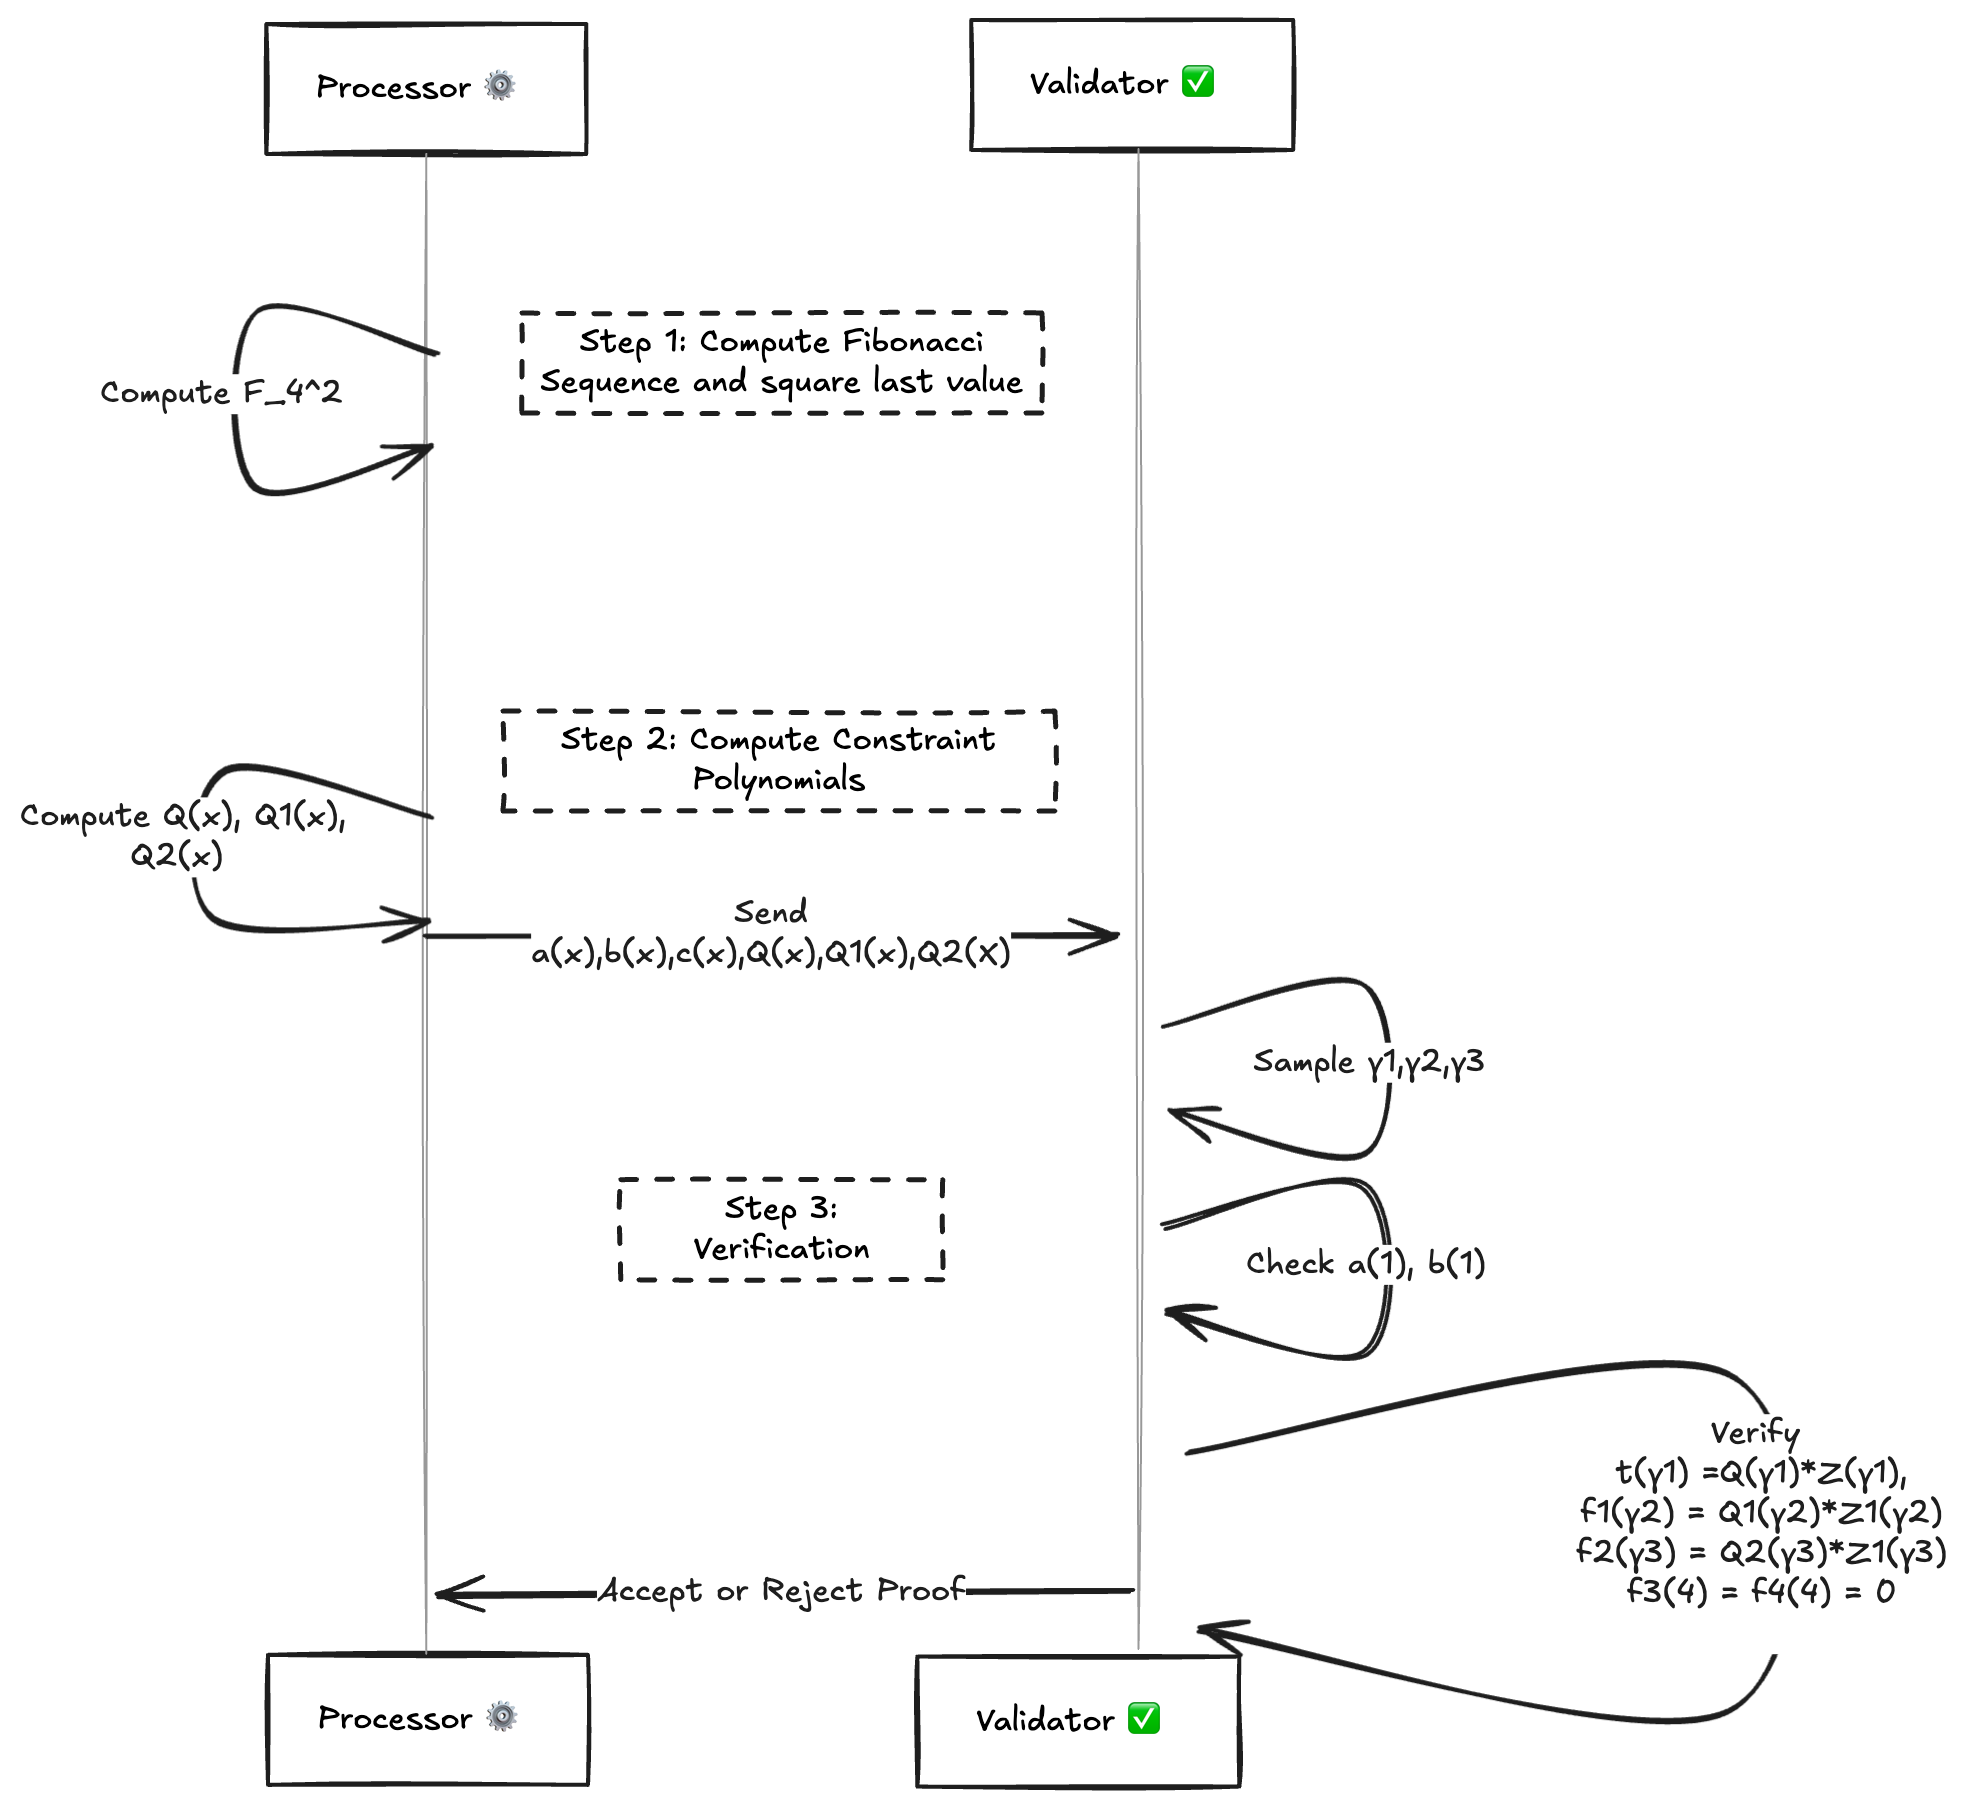 Processor ⚙️
Validator ✅
Step 1: Compute Fibonacci
Sequence and square last value
Compute F_4^2
Step 2: Compute Constraint
Polynomials
Compute Q(x), Q1(x),
Q2(x)
Send
a(x),b(x),c(x),Q(x),Q1(x),Q2(X)
Sample γ1,γ2,γ3
Step 3:
Verification
Check a(1), b(1)
Verify
t(γ1) =Q(γ1)*Z(γ1),
f1(γ2) = Q1(γ2)*Z1(γ2)
f2(γ3) = Q2(γ3)*Z1(γ3)
f3(4) = f4(4) = 0
Accept or Reject Proof
Processor ⚙️
Validator ✅